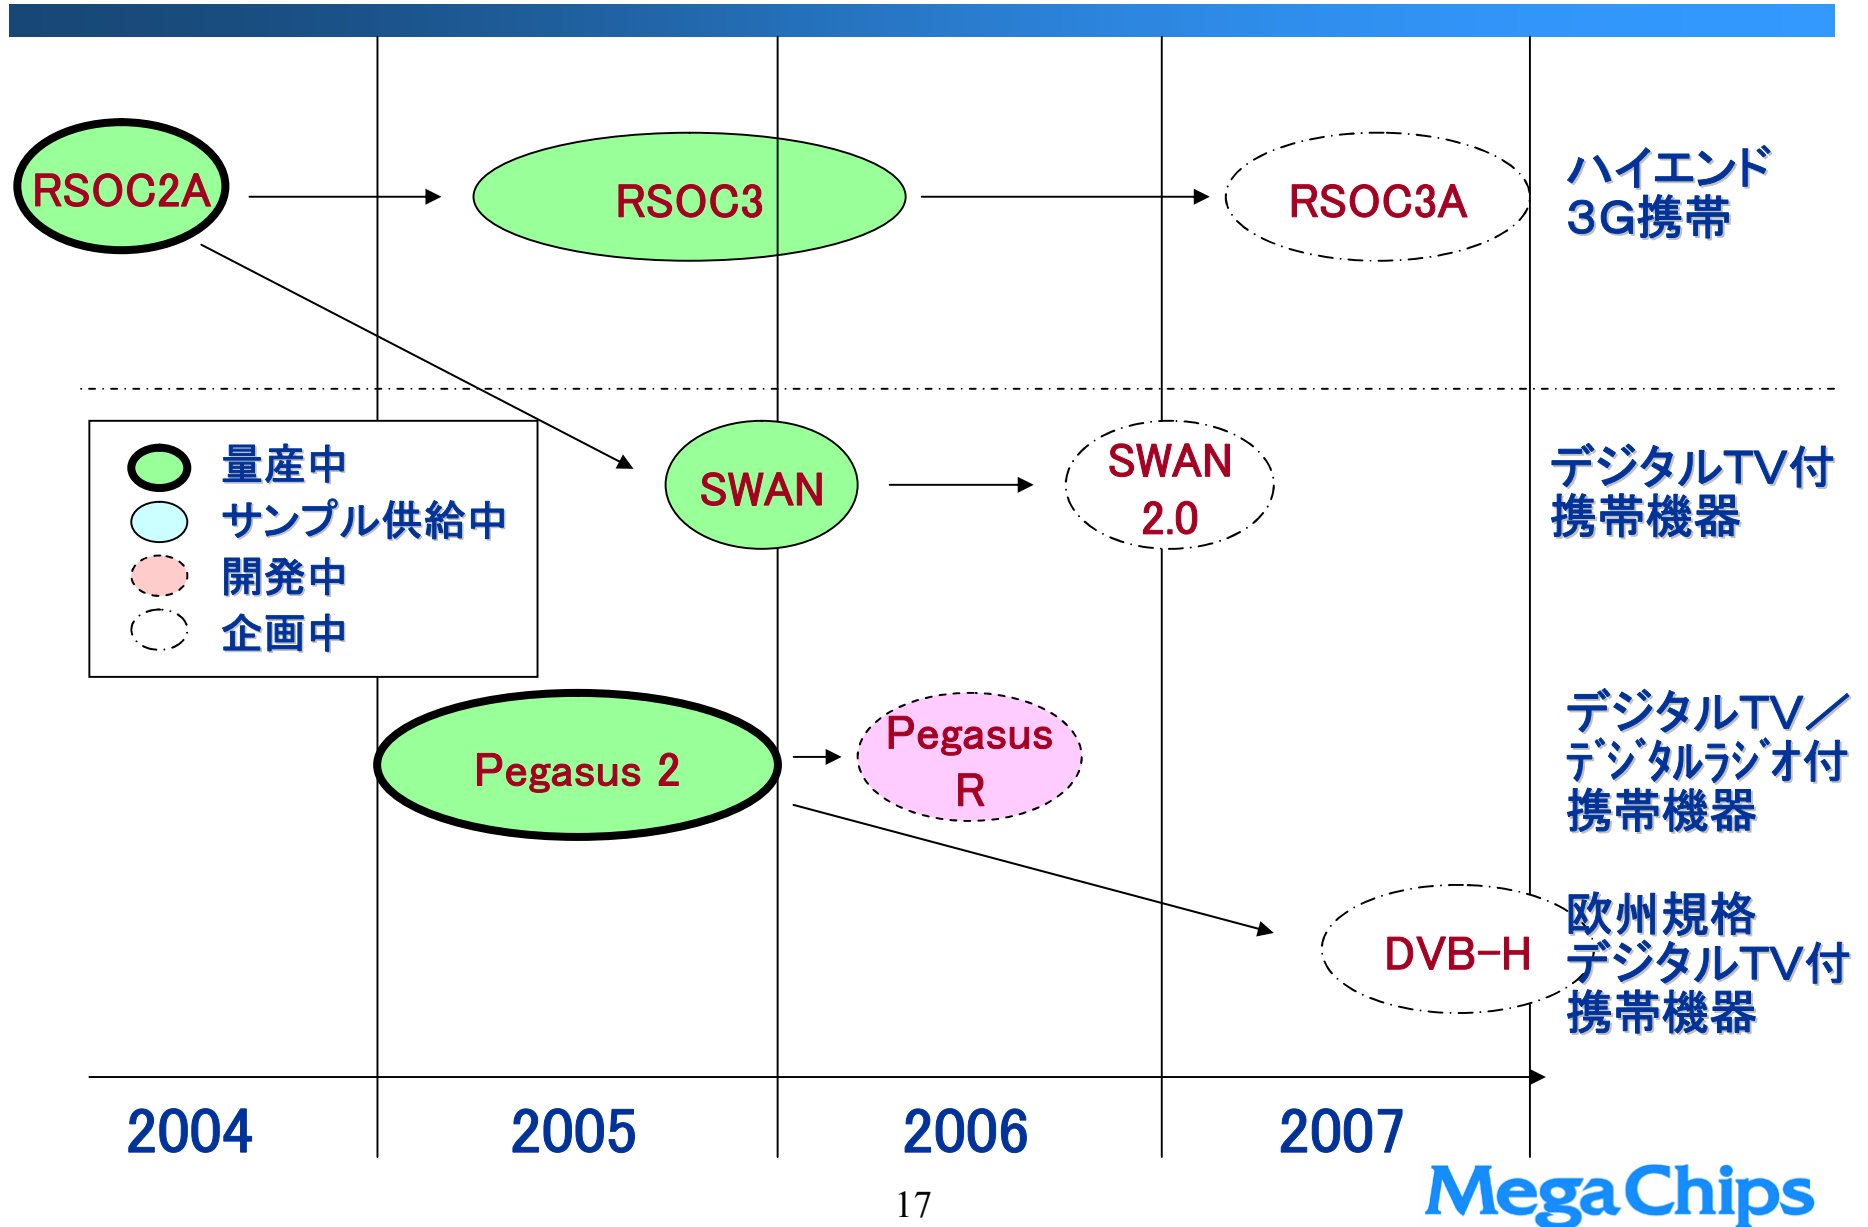 RSOC2A
RSOC3
RSOC3A
ハイエンド
3G携帯
量産中
サンプル供給中
開発中
企画中
SWAN
SWAN
2.0
デジタルTV付
携帯機器
Pegasus 2
Pegasus
R
デジタルTV／
ﾃﾞｼﾞﾀﾙﾗｼﾞｵ付
携帯機器
DVB-H
欧州規格
デジタルTV付
携帯機器
2004
2005
2006
2007
17
MegaChips